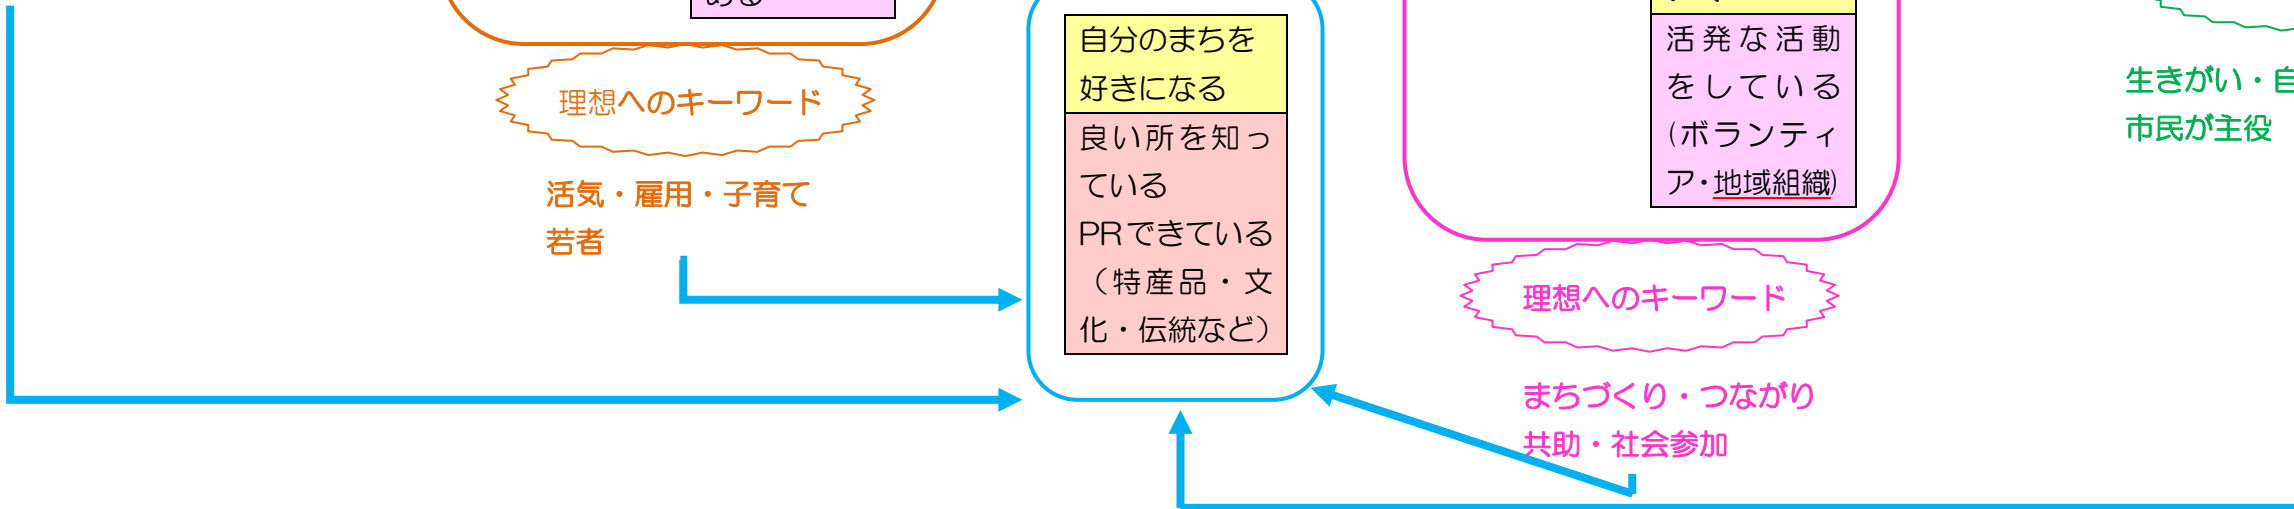 ある
理想へのキーワード
活気・雇用・子育て
若者
自分のまちを
好きになる
良い所を知っ
ている
PRできている
（特産品・文
化・伝統など）
活発な活動
をしている
(ボランティ
ア・地域組織)
理想へのキーワード
まちづくり・つながり
共助・社会参加
生きがい・自
市民が主役